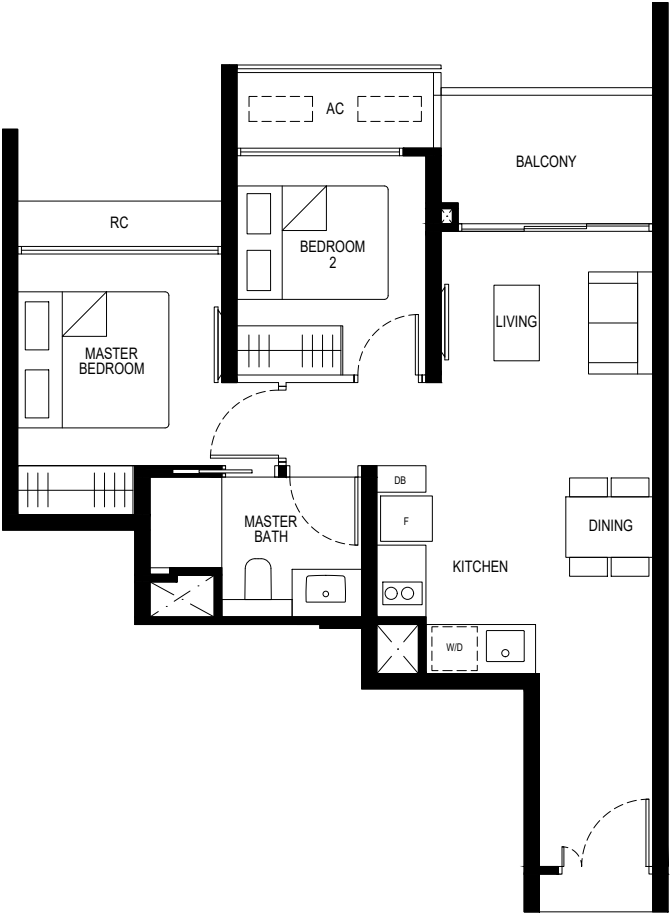 AC
BALCONY
RC
BEDROOM
2
LIVING
MASTER
BEDROOM
DB
F
MASTER
BATH
DINING
KITCHEN
W/D